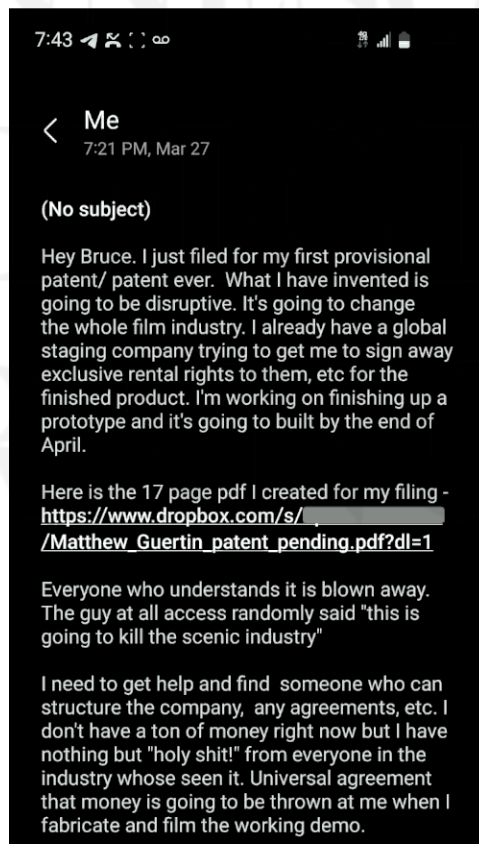 7:43
Me
7:21 PM, Mar 27
(No subject)
Hey Bruce. I just filed for my first provisional
patent/ patent ever.  What I have invented is
going to be disruptive. It's going to change
the whole film industry. I already have a global
staging company trying to get me to sign away
exclusive rental rights to them, etc for the
finished product. I'm working on finishing up a
prototype and it's going to built by the end of
April.
Here is the 17 page pdf I created for my filing -
https://www.dropbox.com/s/
/Matthew_Guertin_patent_pending.pdf?dl=1
Everyone who understands it is blown away.
The guy at all access randomly said "this is
going to kill the scenic industry"
I need to get help and find  someone who can
structure the company,  any agreements, etc. I
don't have a ton of money right now but I have
nothing but "holy shit!" from everyone in the
industry whose seen it. Universal agreement
that money is going to be thrown at me when I
fabricate and film the working demo.